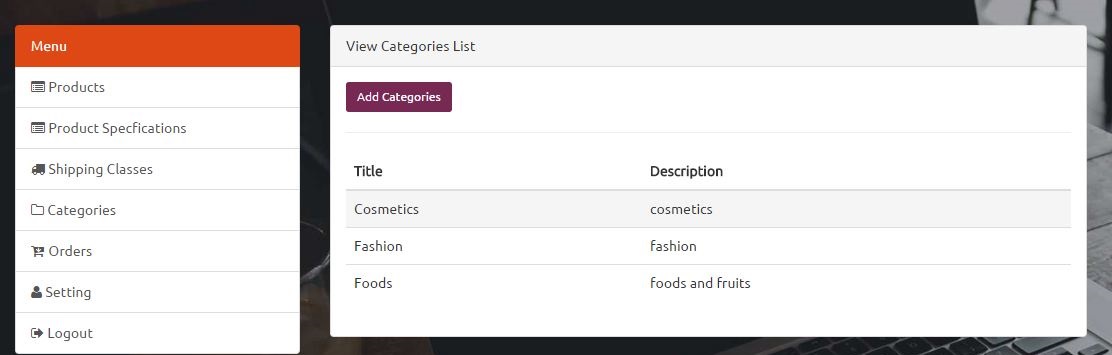 Menu
Products
Product Specfications
Shipping Classes
Categories
Orders
Setting
Logout
View Categories List
Add Categories
Title Description
Cosmetics cosmetics
Fashion fashion
Foods foods and fruits